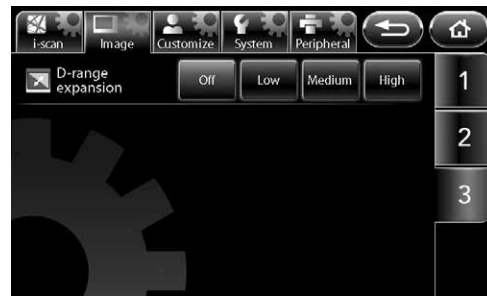 i-scan Image Customize System Peripheral
D-range
expansion
Off Low Medium High
1
2
3